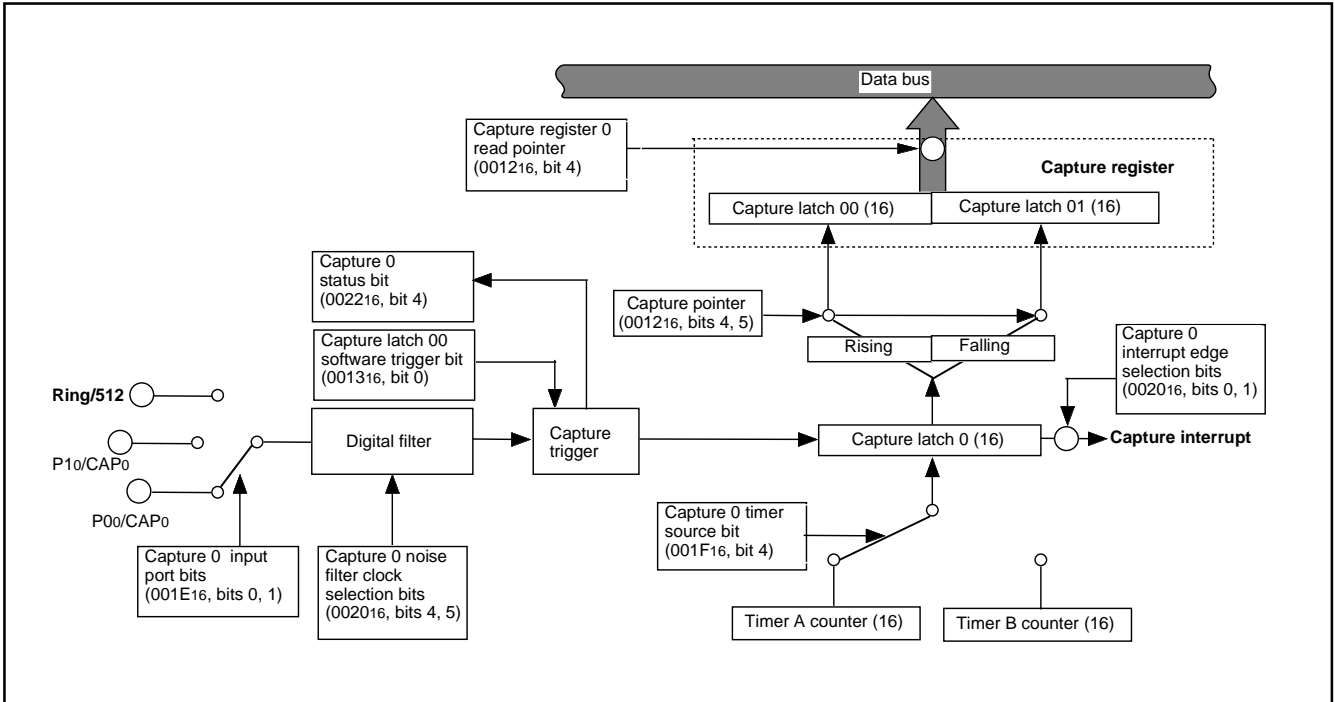 Data bus
Capture register 0
read pointer
(001216, bit 4)
Capture register
Capture latch 00 (16)
Capture latch 01 (16)
Capture 0
status bit
(002216, bit 4)
Capture pointer
(001216, bits 4, 5)
Capture latch 00
software trigger bit
(001316, bit 0)
Rising
Falling
Capture 0
interrupt edge
selection bits
(002016, bits 0, 1)
Ring/512
P10/CAP0
P00/CAP0
Digital filter
Capture
trigger
Capture latch 0 (16)
Capture interrupt
Capture 0 input
port bits
(001E16, bits 0, 1)
Capture 0 noise
filter clock
selection bits
(002016, bits 4, 5)
Capture 0 timer
source bit
(001F16, bit 4)
Timer A counter (16)
Timer B counter (16)